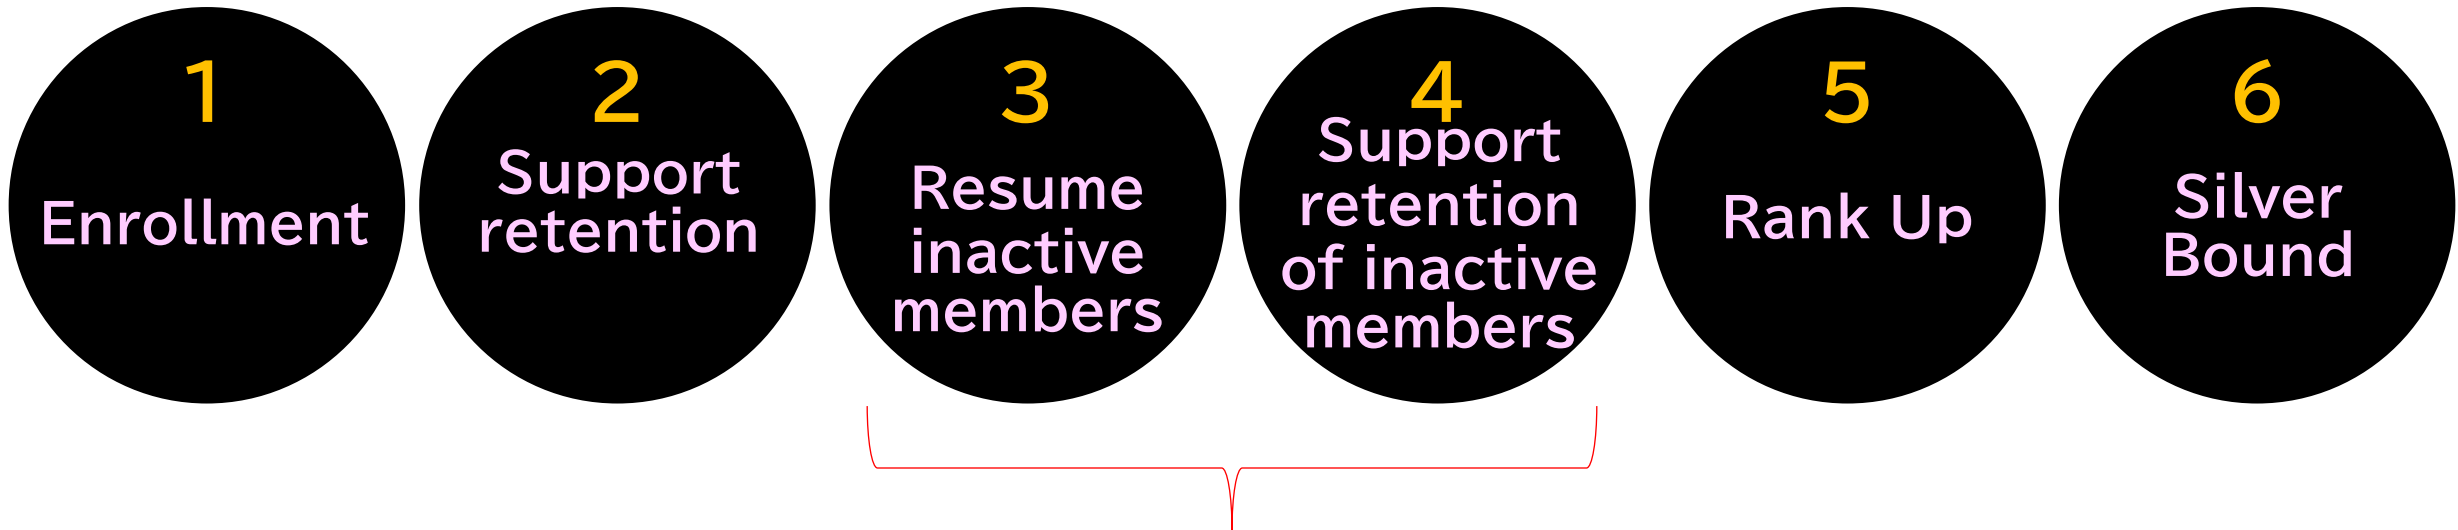 1
Enrollment
2
Support
retention
3
Resume
inactive
members
4
Support
retention
of inactive
members
5
Rank Up
6
Silver
Bound